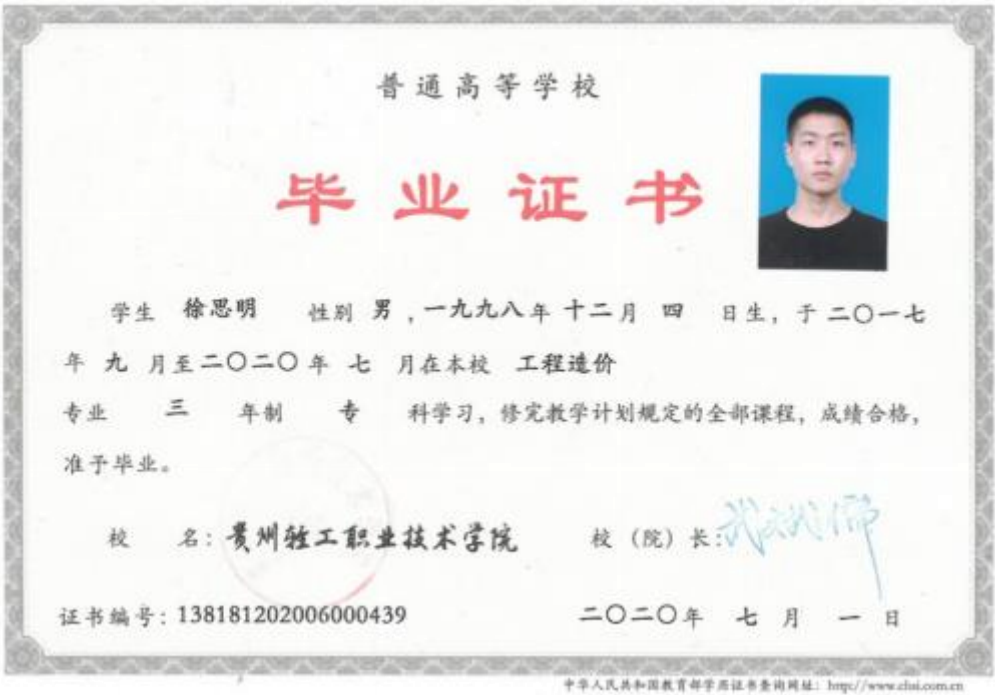 普通高等学校
毕业证书
学生 徐思明 性别 男 ,一九九八年 十二月 四 日生，于 二〇一七
年 九 月至二〇二〇年 七 月在本校 工程造价
专业 三 年制 专 科学习，修完教学计划规定的全部课程，成绩合格，
准予毕业。
校 名：贵州轻工职业技术学院 校（院）长：
证书编号：138181202006000439 二〇二〇年 七 月 一 日
中华人民共和国教育部学历证书查询网址：http://www.chsi.com.cn